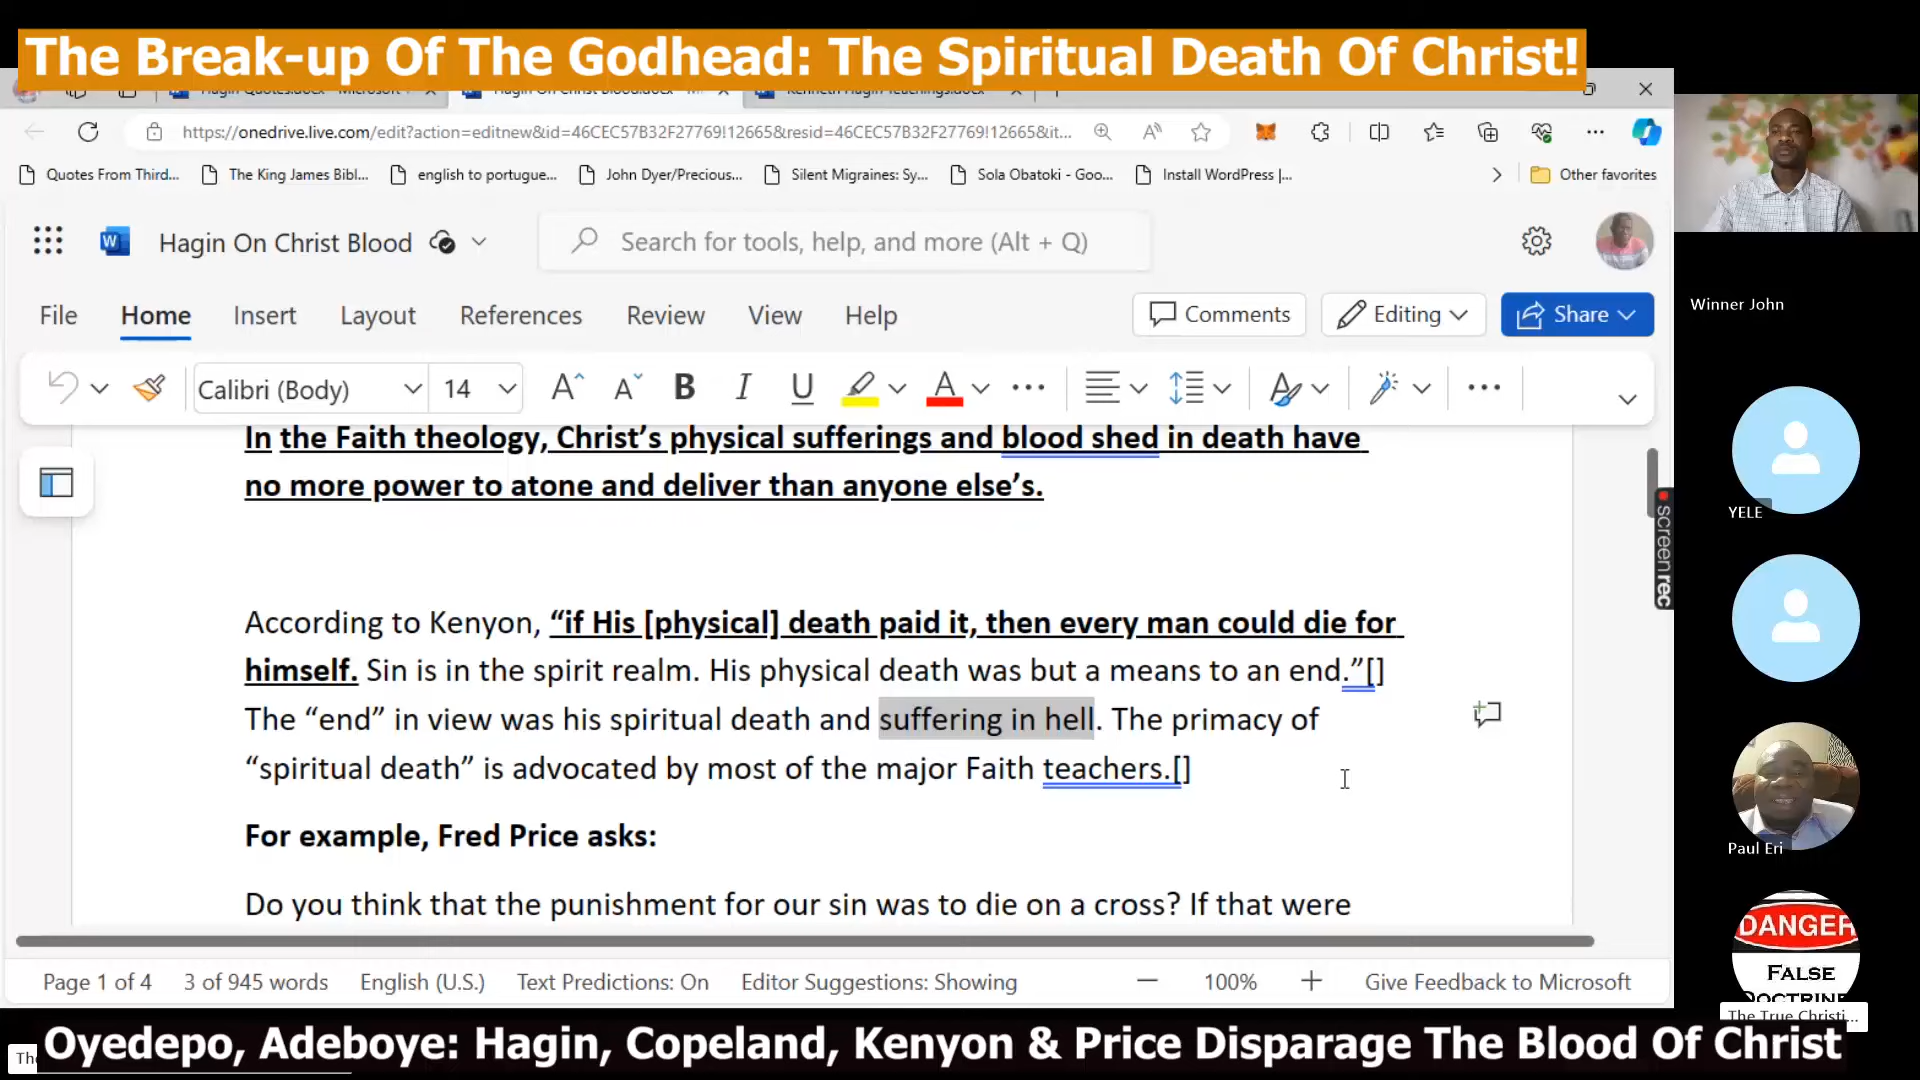 The Break-up Of The Godhead: The Spiritual Death Of Christ!
https://onedrive.live.com/edit?action=editnew&id=46CEC57B32F27769!12665&resid=46CEC57B32F27769!12665&it...
Quotes From Third...
The King James Bibl...
english to portugue...
John Dyer/Precious...
Silent Migraines: Sy...
Sola Obatoki - Goo...
Install WordPress |...
Other favorites
Hagin On Christ Blood
Search for tools, help, and more (Alt + Q)
File Home Insert Layout References Review View Help
Comments Editing Share
Calibri (Body) 14
In the Faith theology, Christ’s physical sufferings and blood shed in death have
no more power to atone and deliver than anyone else’s.
According to Kenyon, “if His [physical] death paid it, then every man could die for
himself. Sin is in the spirit realm. His physical death was but a means to an end.”[]
The “end” in view was his spiritual death and suffering in hell. The primacy of
“spiritual death” is advocated by most of the major Faith teachers.[]
For example, Fred Price asks:
Do you think that the punishment for our sin was to die on a cross? If that were
Page 1 of 4 3 of 945 words English (U.S.) Text Predictions: On Editor Suggestions: Showing 100% Give Feedback to Microsoft
screenrec
Winner John
YELE
Paul Eri
DANGER
FALSE
DOCTRINE
The True Christi...
Oyedepo, Adeboye: Hagin, Copeland, Kenyon & Price Disparage The Blood Of Christ